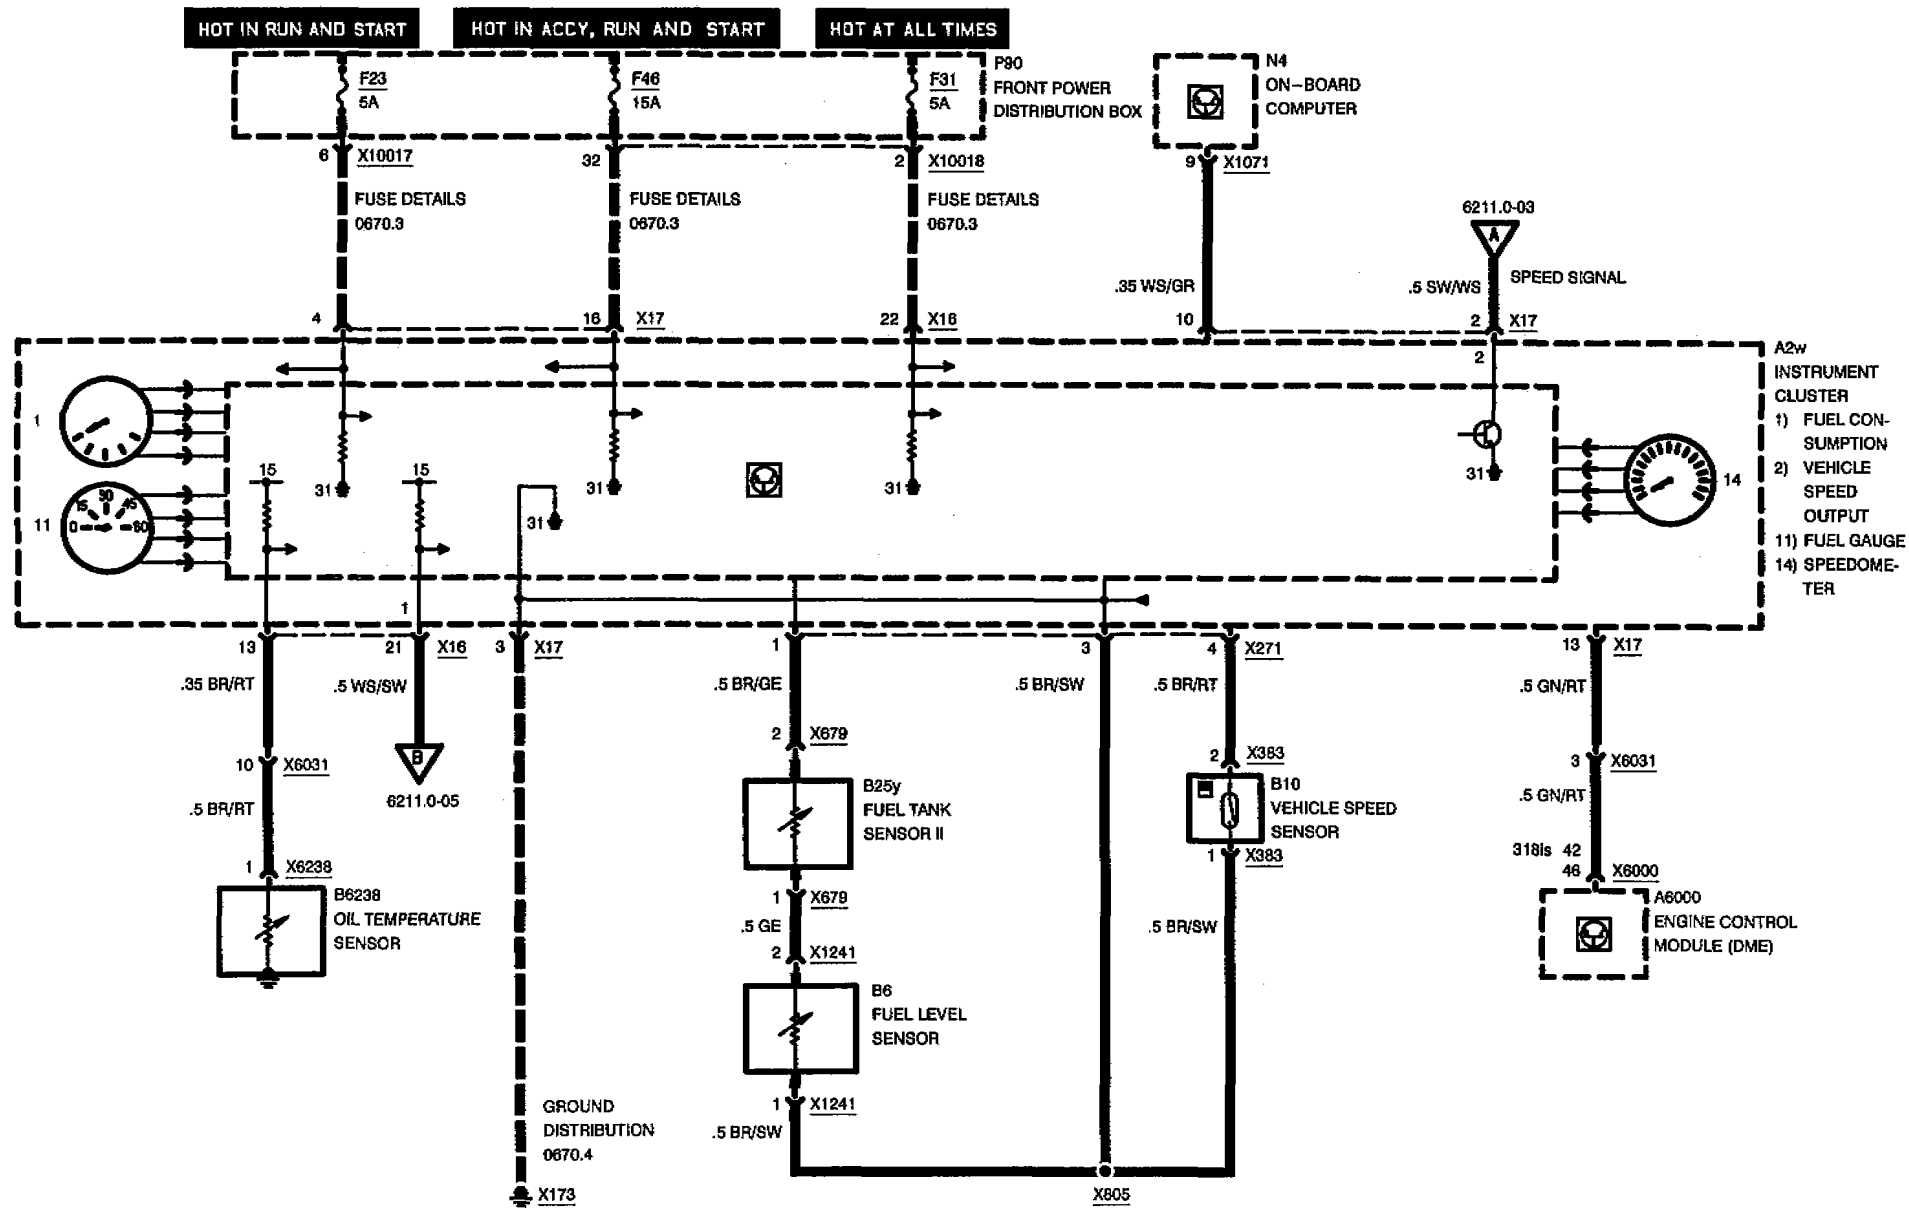 HOT IN RUN AND START
HOT IN ACCY, RUN AND START
HOT AT ALL TIMES
F23
5A
F46
15A
F31
5A
P90
FRONT POWER
DISTRIBUTION BOX
N4
ON-BOARD
COMPUTER
6 X10017
32
2 X10018
9 X1071
FUSE DETAILS
0670.3
FUSE DETAILS
0670.3
FUSE DETAILS
0670.3
6211.0-03
A
.35 WS/GR
.5 SW/WS
SPEED SIGNAL
4
16 X17
22 X16
10
2 X17
2
A2w
INSTRUMENT
CLUSTER
1) FUEL CON-
SUMPTION
2) VEHICLE
SPEED
OUTPUT
11) FUEL GAUGE
14) SPEEDOME-
TER
1
11
0 15 30 45 60
15
15
31
31
31
31
31
14
1
13
21 X16
3 X17
1
3
4 X271
13 X17
.35 BR/RT
.5 WS/SW
.5 BR/GE
.5 BR/SW
.5 BR/RT
.5 GN/RT
2 X679
10 X6031
B
6211.0-05
2 X383
3 X6031
.5 BR/RT
B25y
FUEL TANK
SENSOR II
B10
VEHICLE SPEED
SENSOR
.5 GN/RT
1 X6238
1 X383
318is 42
46 X6000
B6238
OIL TEMPERATURE
SENSOR
1 X679
.5 GE
2 X1241
.5 BR/SW
A6000
ENGINE CONTROL
MODULE (DME)
B6
FUEL LEVEL
SENSOR
GROUND
DISTRIBUTION
0670.4
1 X1241
.5 BR/SW
X173
X805